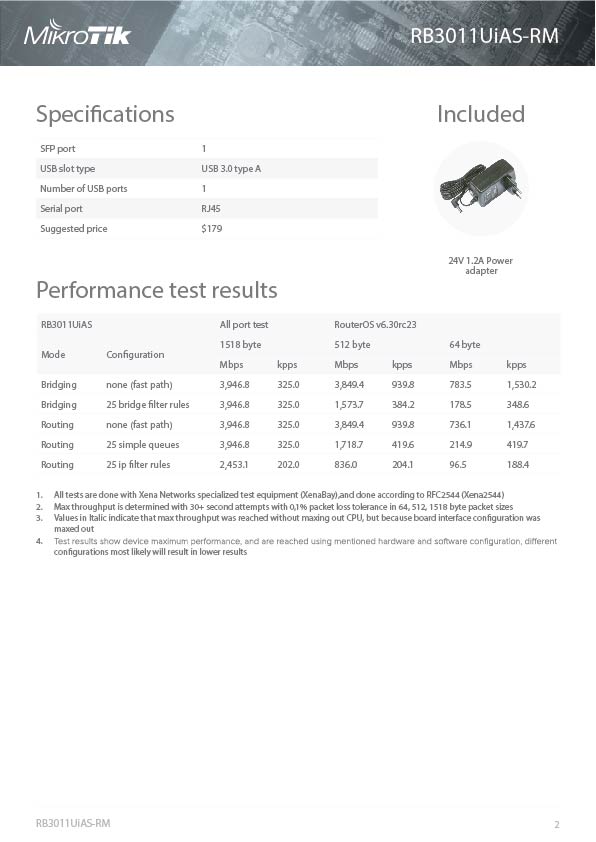 MikroTik
RB3011UiAS-RM
Specifications
SFP port 1
USB slot type USB 3.0 type A
Number of USB ports 1
Serial port RJ45
Suggested price $179
Included
24V 1.2A Power
adapter
Performance test results
RB3011UiAS All port test RouterOS v6.30rc23
Mode Configuration 1518 byte 512 byte 64 byte
Mbps kpps Mbps kpps Mbps kpps
Bridging none (fast path) 3,946.8 325.0 3,849.4 939.8 783.5 1,530.2
Bridging 25 bridge filter rules 3,946.8 325.0 1,573.7 384.2 178.5 348.6
Routing none (fast path) 3,946.8 325.0 3,849.4 939.8 736.1 1,437.6
Routing 25 simple queues 3,946.8 325.0 1,718.7 419.6 214.9 419.7
Routing 25 ip filter rules 2,453.1 202.0 836.0 204.1 96.5 188.4
1. All tests are done with Xena Networks specialized test equipment (XenaBay),and done according to RFC2544 (Xena2544)
2. Max throughput is determined with 30+ second attempts with 0,1% packet loss tolerance in 64, 512, 1518 byte packet sizes
3. Values in Italic indicate that max throughput was reached without maxing out CPU, but because board interface configuration was
maxed out
4. Test results show device maximum performance, and are reached using mentioned hardware and software configuration, different
configurations most likely will result in lower results
RB3011UiAS-RM 2